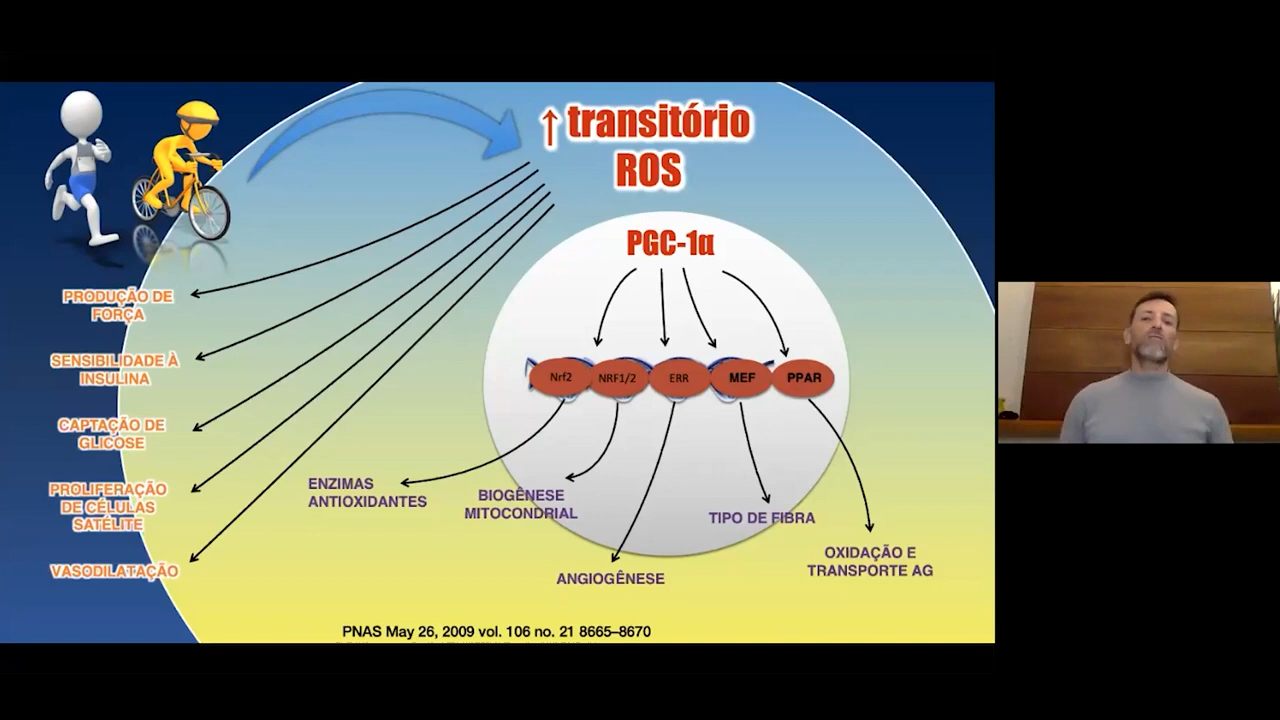 ↑ transitório
ROS
PGC-1α
PRODUÇÃO DE
FORÇA
SENSIBILIDADE À
INSULINA
CAPTAÇÃO DE
GLICOSE
PROLIFERAÇÃO
DE CÉLULAS
SATÉLITE
VASODILATAÇÃO
Nrf2
NRF1/2
ERR
MEF
PPAR
ENZIMAS
ANTIOXIDANTES
BIOGÊNESE
MITOCONDRIAL
ANGIOGÊNESE
TIPO DE FIBRA
OXIDAÇÃO E
TRANSPORTE AG
PNAS May 26, 2009 vol. 106 no. 21 8665–8670